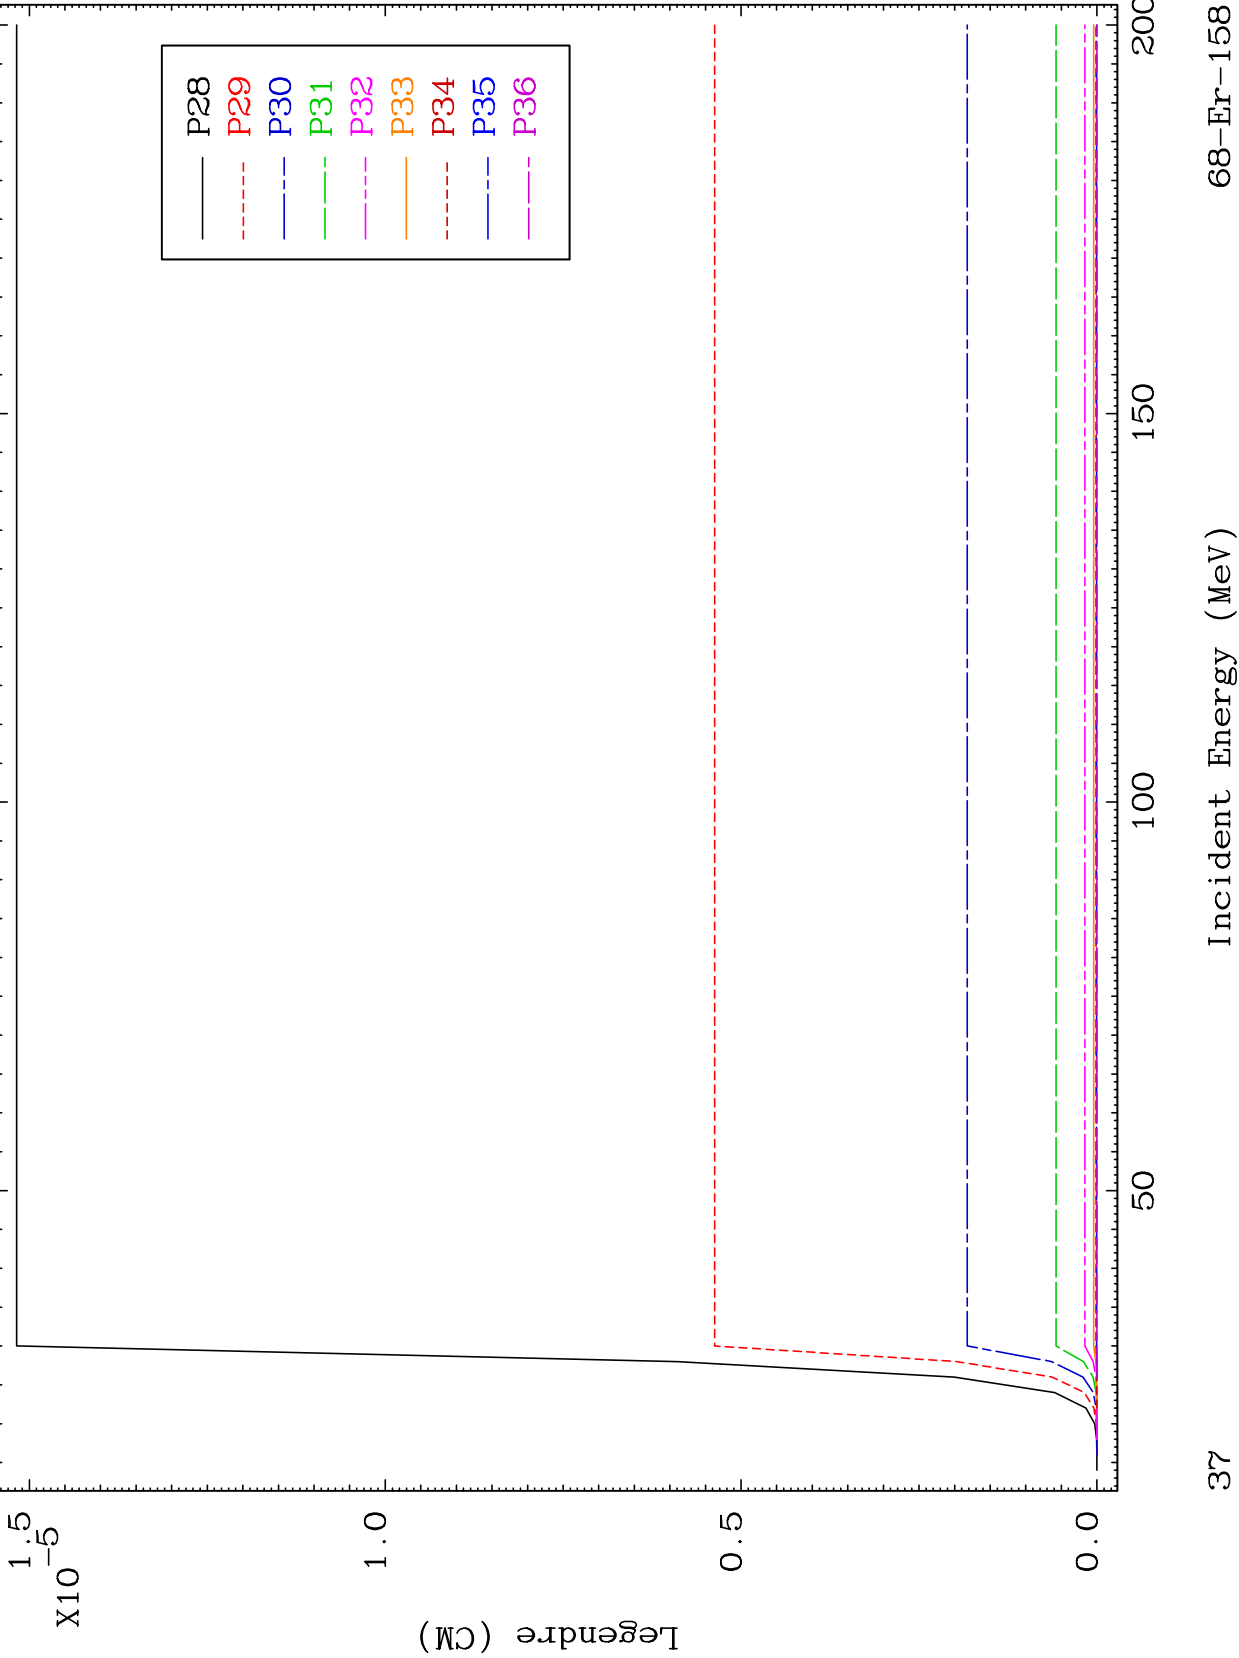 P28
P29
P30
P31
P32
P33
P34
P35
P36
1.5
X10
-5
1.0
0.5
0.0
Legendre (CM)
50
100
150
200
Incident Energy (MeV)
37
68-Er-158